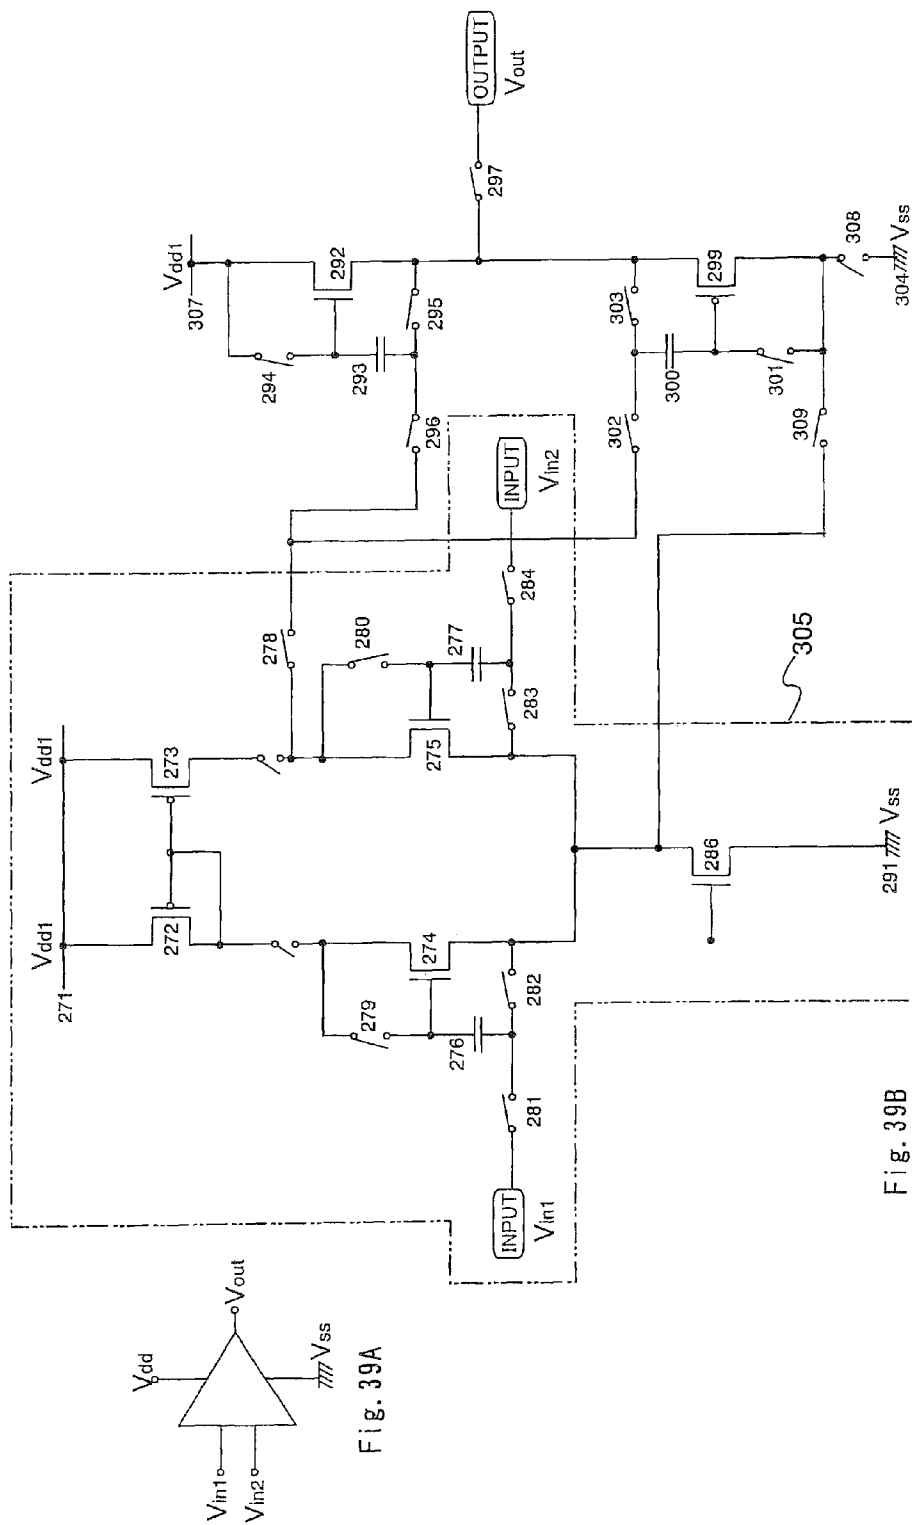 Vin1
Vin2
Vdd
Vout
Vss
Fig. 39A
Vdd1
Vdd1
271
272
273
278
279
280
274
275
276
277
281
282
283
284
INPUT
Vin1
INPUT
Vin2
286
291
Vss
305
Vdd1
307
292
293
294
295
296
297
OUTPUT
Vout
299
300
301
302
303
308
309
304
Vss
Fig. 39B